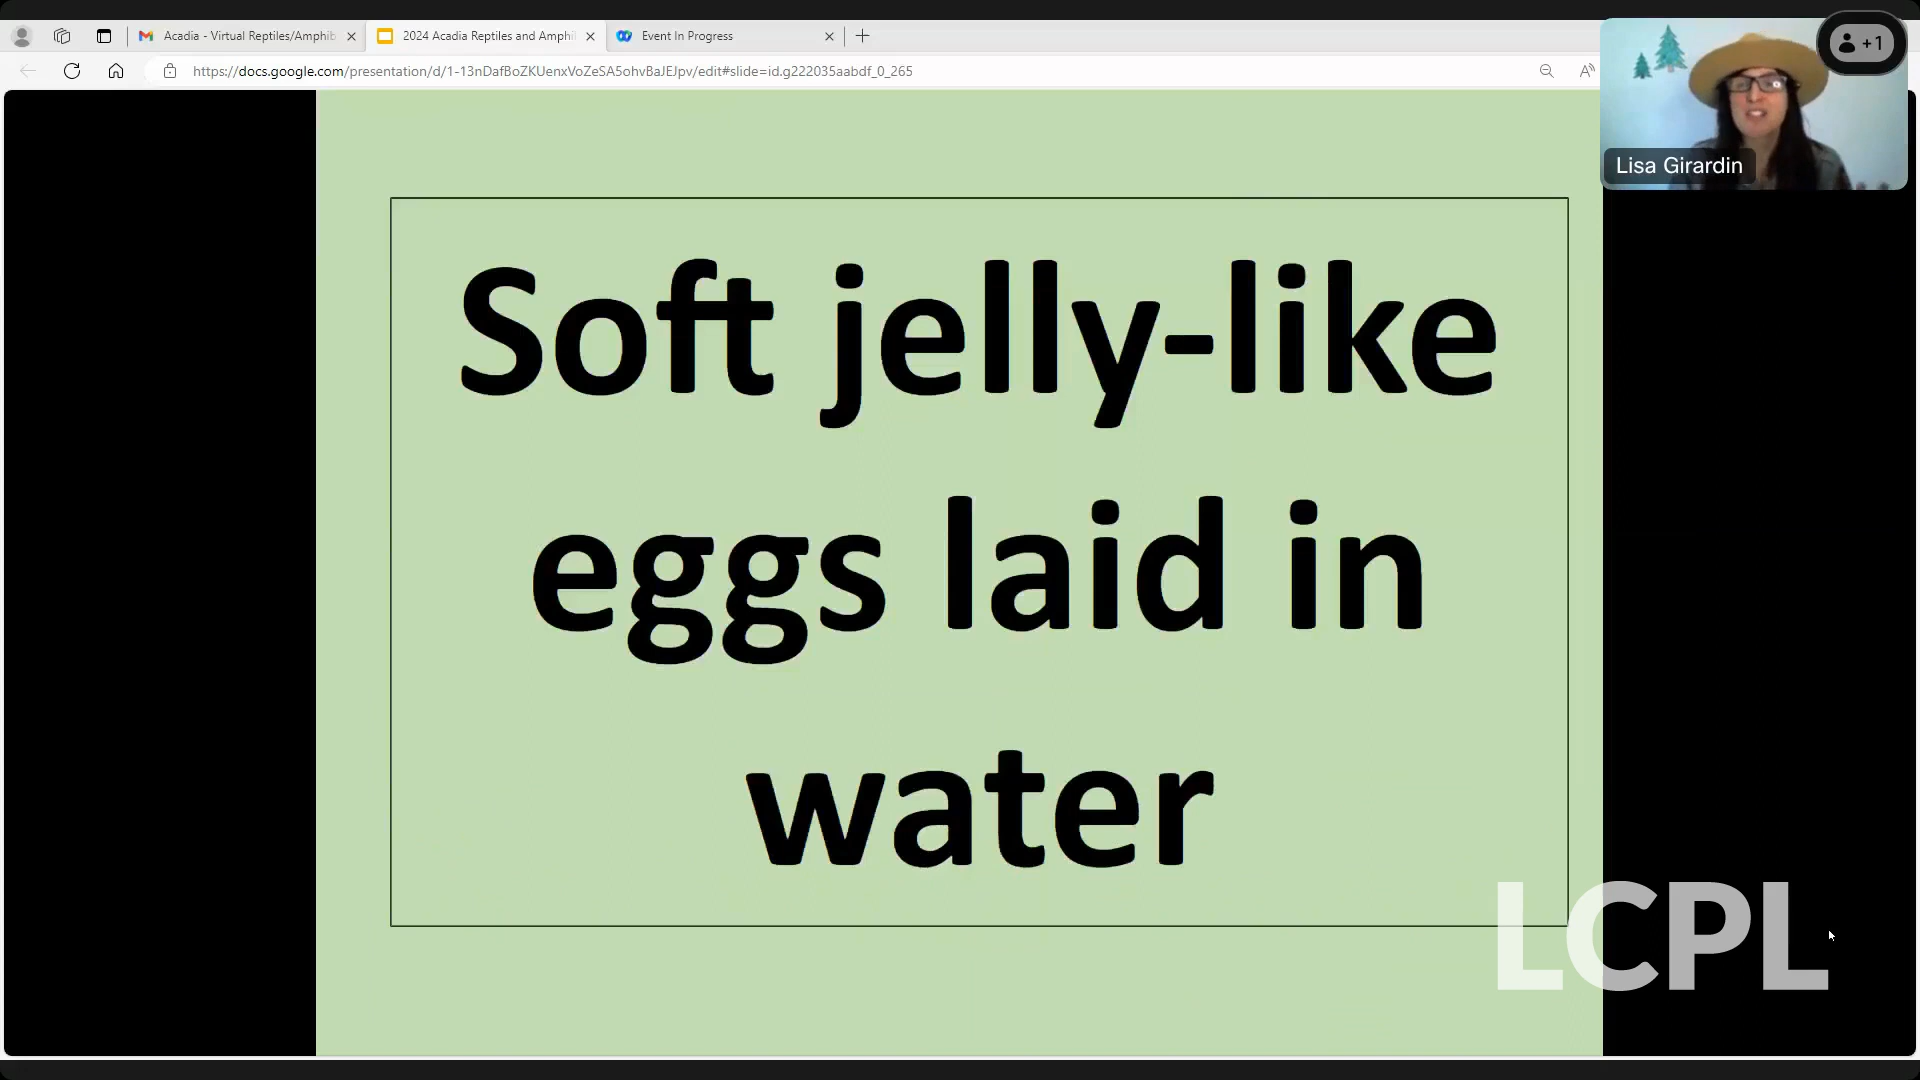 Acadia - Virtual Reptiles/Amphib
2024 Acadia Reptiles and Amphi
Event In Progress
https://docs.google.com/presentation/d/1-13nDafBoZKUenxVoZeSA5ohvBaJEJpv/edit#slide=id.g222035aabdf_0_265
+1
Lisa Girardin
Soft jelly-like
eggs laid in
water
LCPL